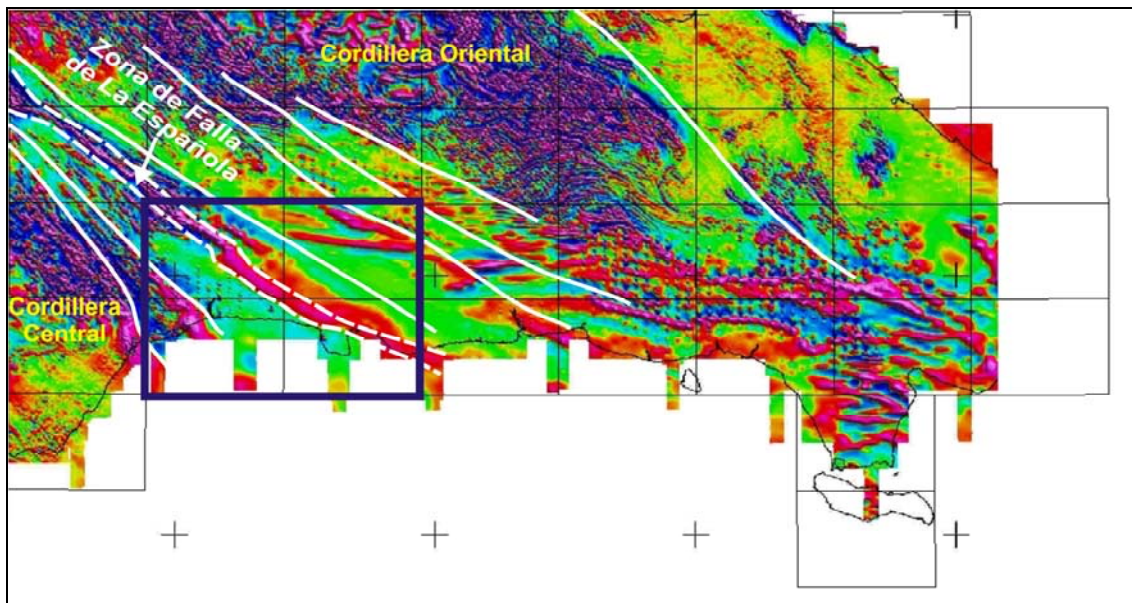 Cordillera Oriental
Zona de Falla
de La Española
Cordillera
Central